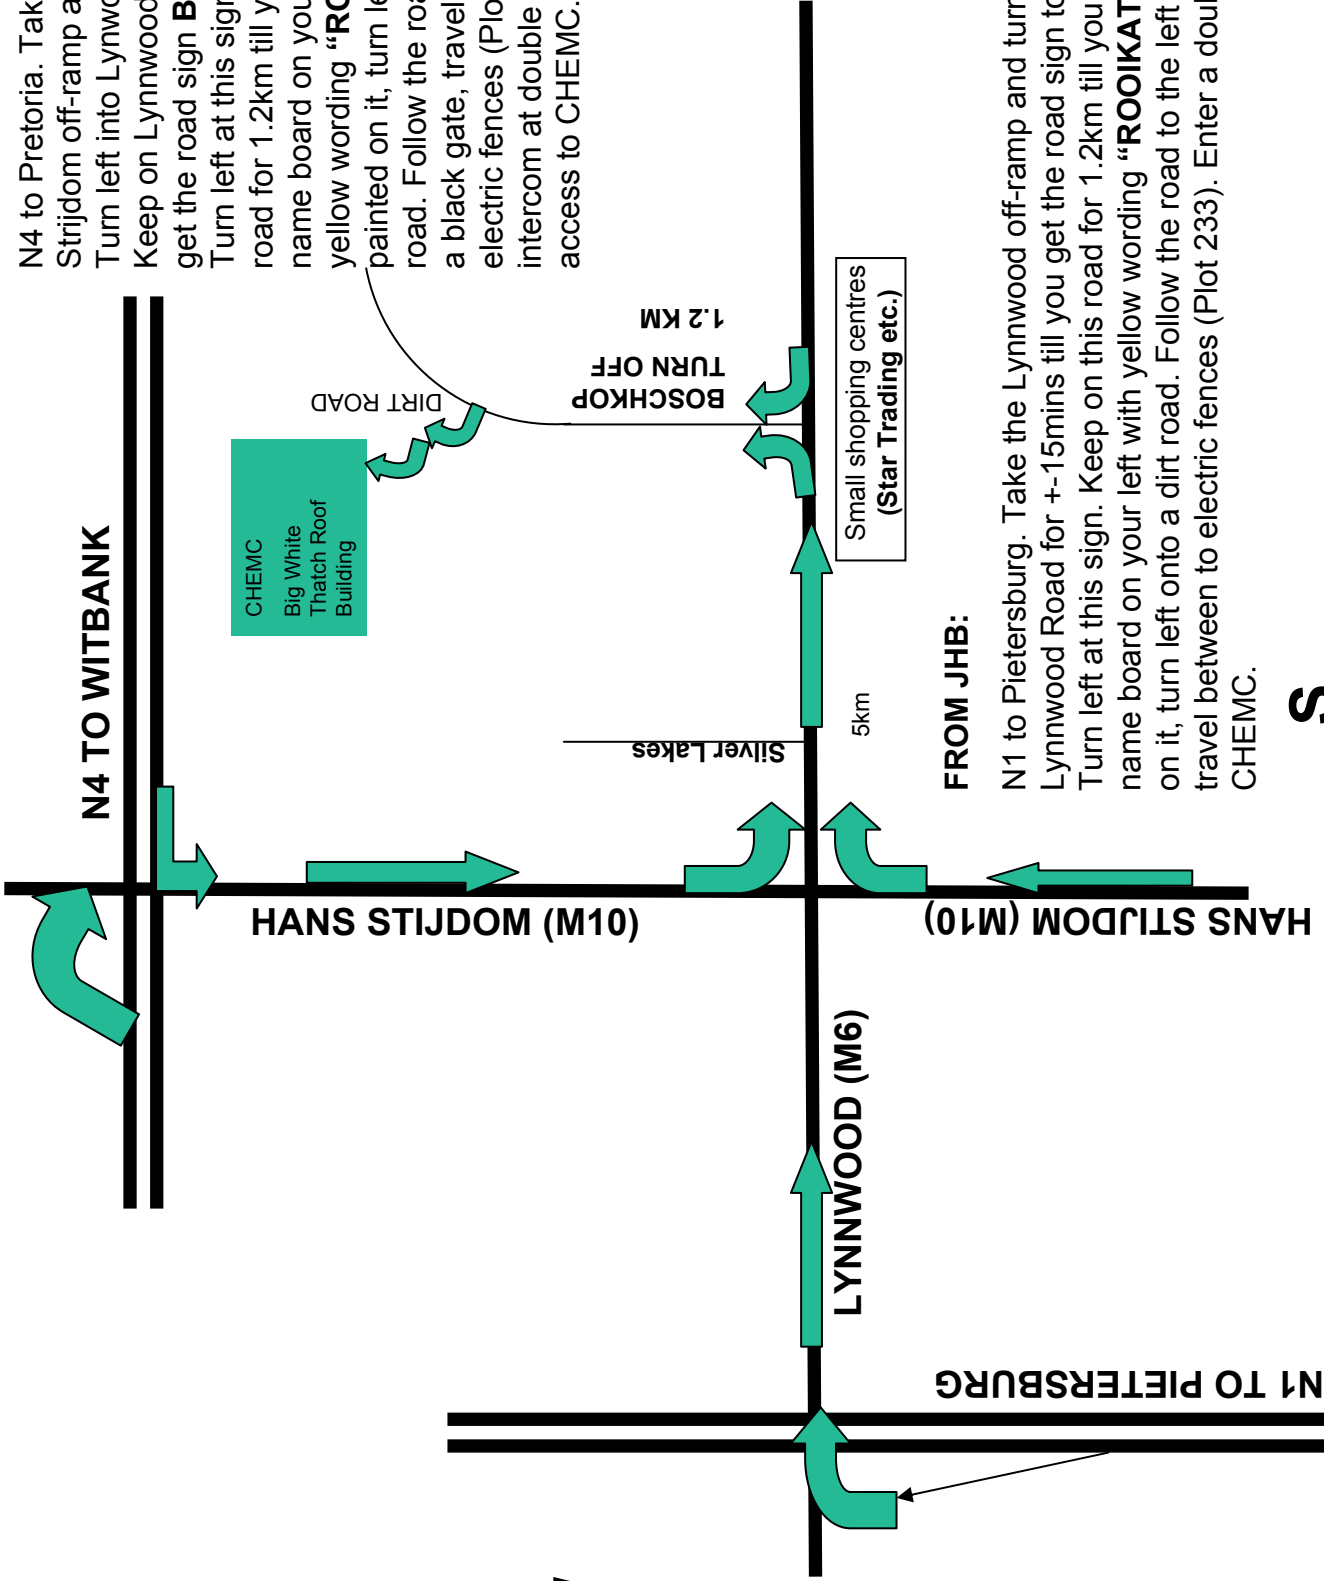 N4 to Pretoria. Tak
Strijdom off-ramp a
Turn left into Lynwo
Keep on Lynnwood
get the road sign B
Turn left at this sign
road for 1.2km till y
name board on you
yellow wording “RO
painted on it, turn le
road. Follow the roa
a black gate, travel
electric fences (Plo
intercom at double
access to CHEMC.
N4 TO WITBANK
CHEMC
Big White
Thatch Roof
Building
DIRT ROAD
BOSCHKOP
TURN OFF
1.2 KM
Small shopping centres
(Star Trading etc.)
Silver Lakes
5km
HANS STIJDOM (M10)
HANS STIJDOM (M10)
LYNNWOOD (M6)
N1 TO PIETERSBURG
FROM JHB:
N1 to Pietersburg. Take the Lynnwood off-ramp and turn
Lynnwood Road for +-15mins till you get the road sign to
Turn left at this sign. Keep on this road for 1.2km till you
name board on your left with yellow wording “ROOIKAT
on it, turn left onto a dirt road. Follow the road to the left
travel between to electric fences (Plot 233). Enter a doub
CHEMC.
S